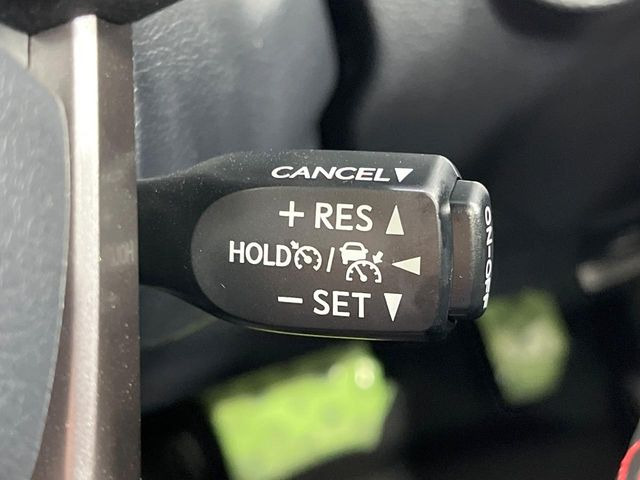 CANCEL▼
+ RES ▲
HOLD / ◀
− SET ▼
ON-OFF